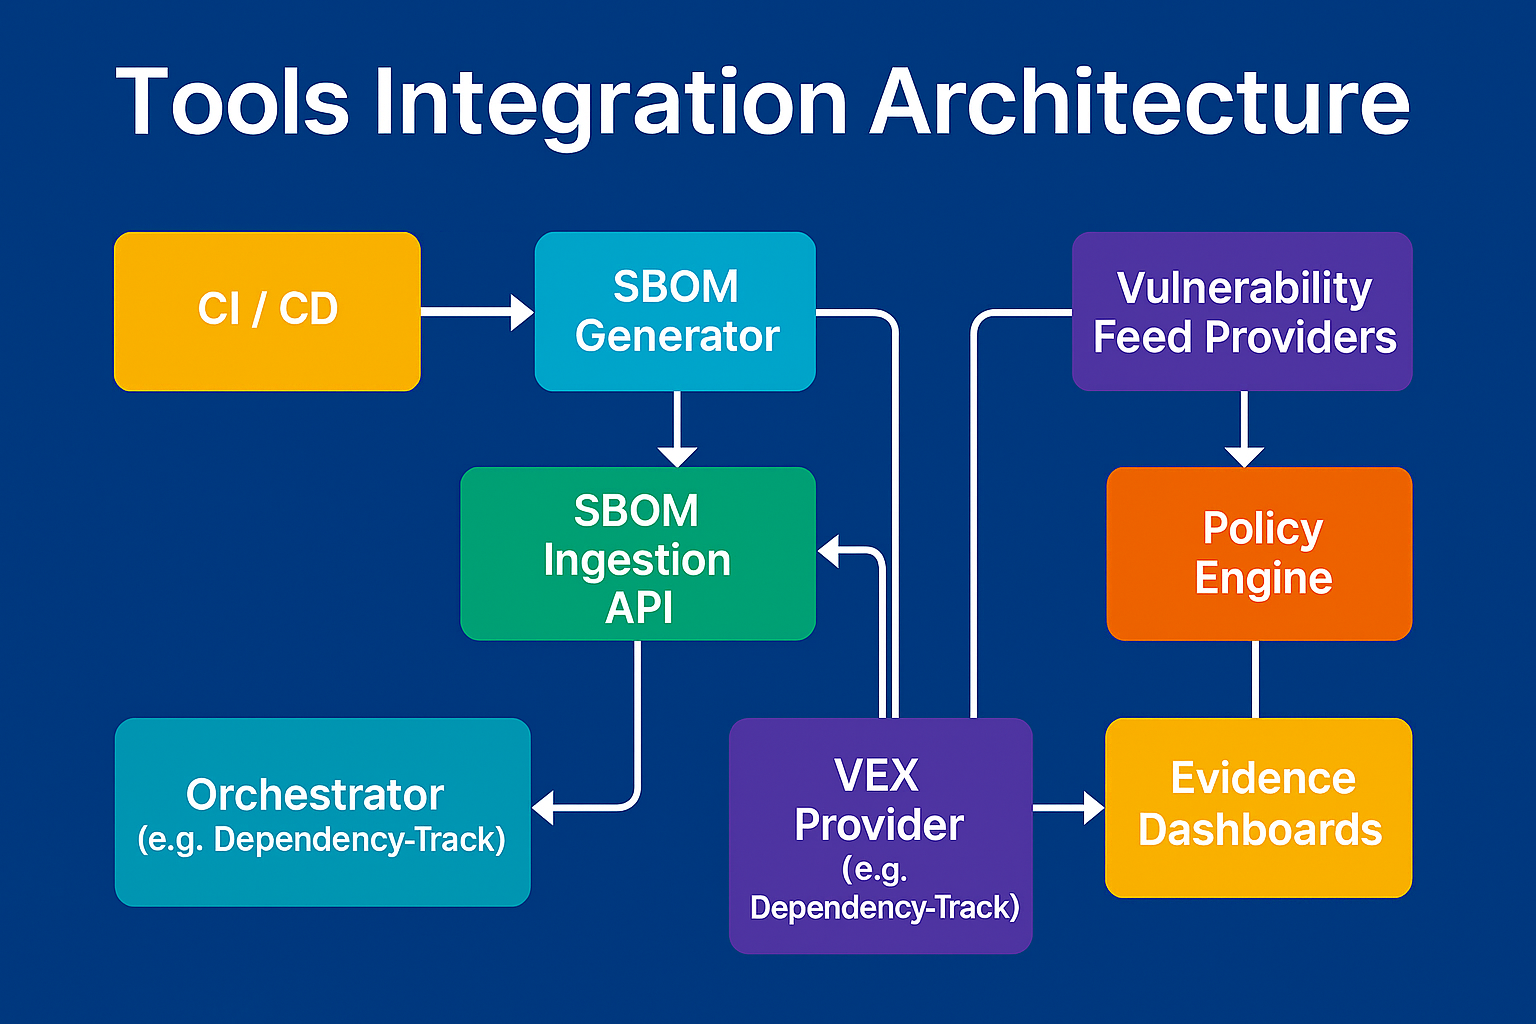 Tools Integration Architecture
CI / CD
SBOM
Generator
Vulnerability
Feed Providers
SBOM
Ingestion
API
Policy
Engine
Orchestrator
(e.g. Dependency-Track)
VEX
Provider
(e.g.
Dependency-Track)
Evidence
Dashboards